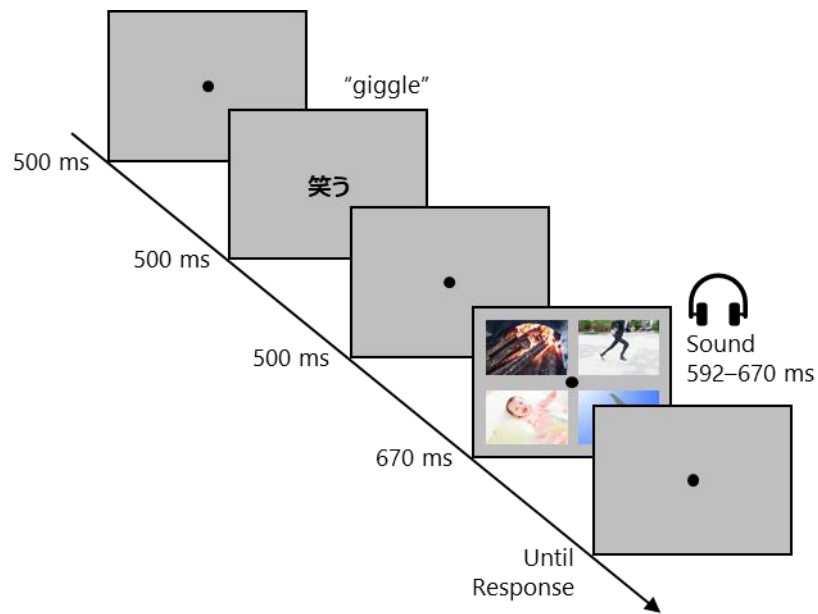 “giggle”
500 ms
笑う
500 ms
500 ms
Sound
592–670 ms
670 ms
Until
Response